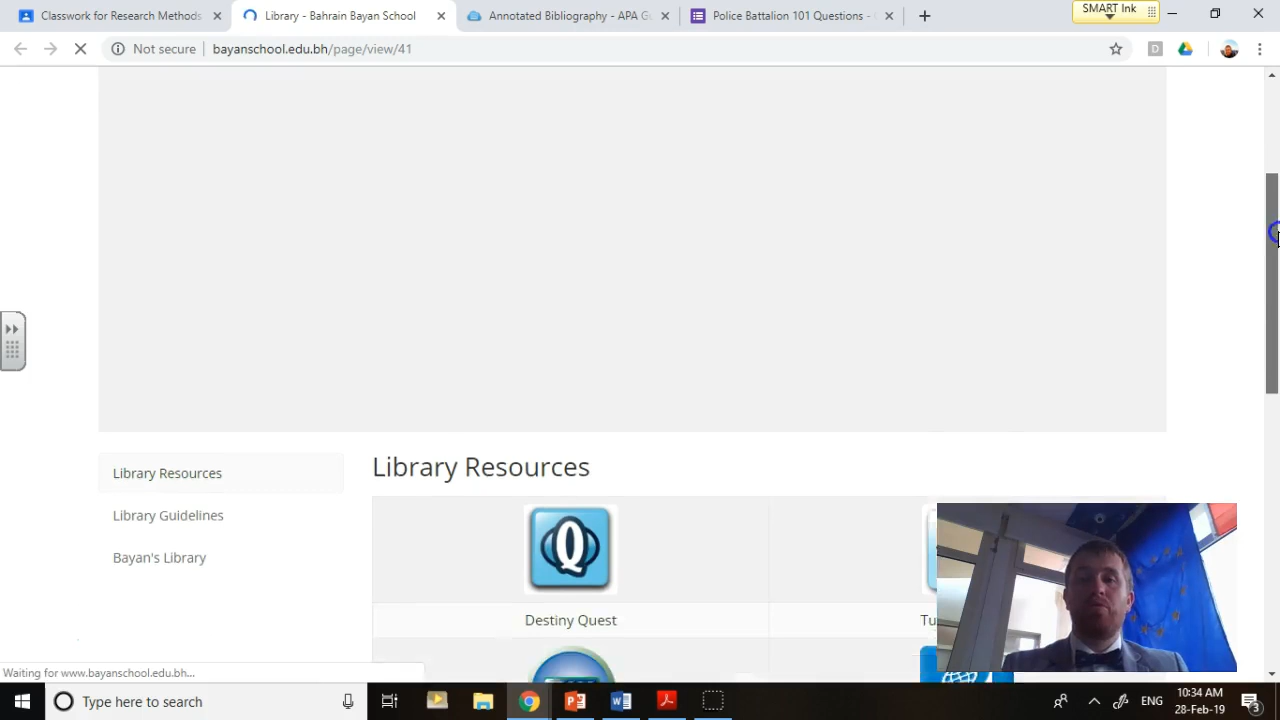 Classwork for Research Methods
Library - Bahrain Bayan School
Annotated Bibliography - APA
Police Battalion 101 Questions -
SMART Ink
Not secure
bayanschool.edu.bh/page/view/41
D
Library Resources
Library Guidelines
Bayan's Library
Library Resources
Q
Destiny Quest
Tu
Waiting for www.bayanschool.edu.bh...
Type here to search
ENG
10:34 AM
28-Feb-19
3